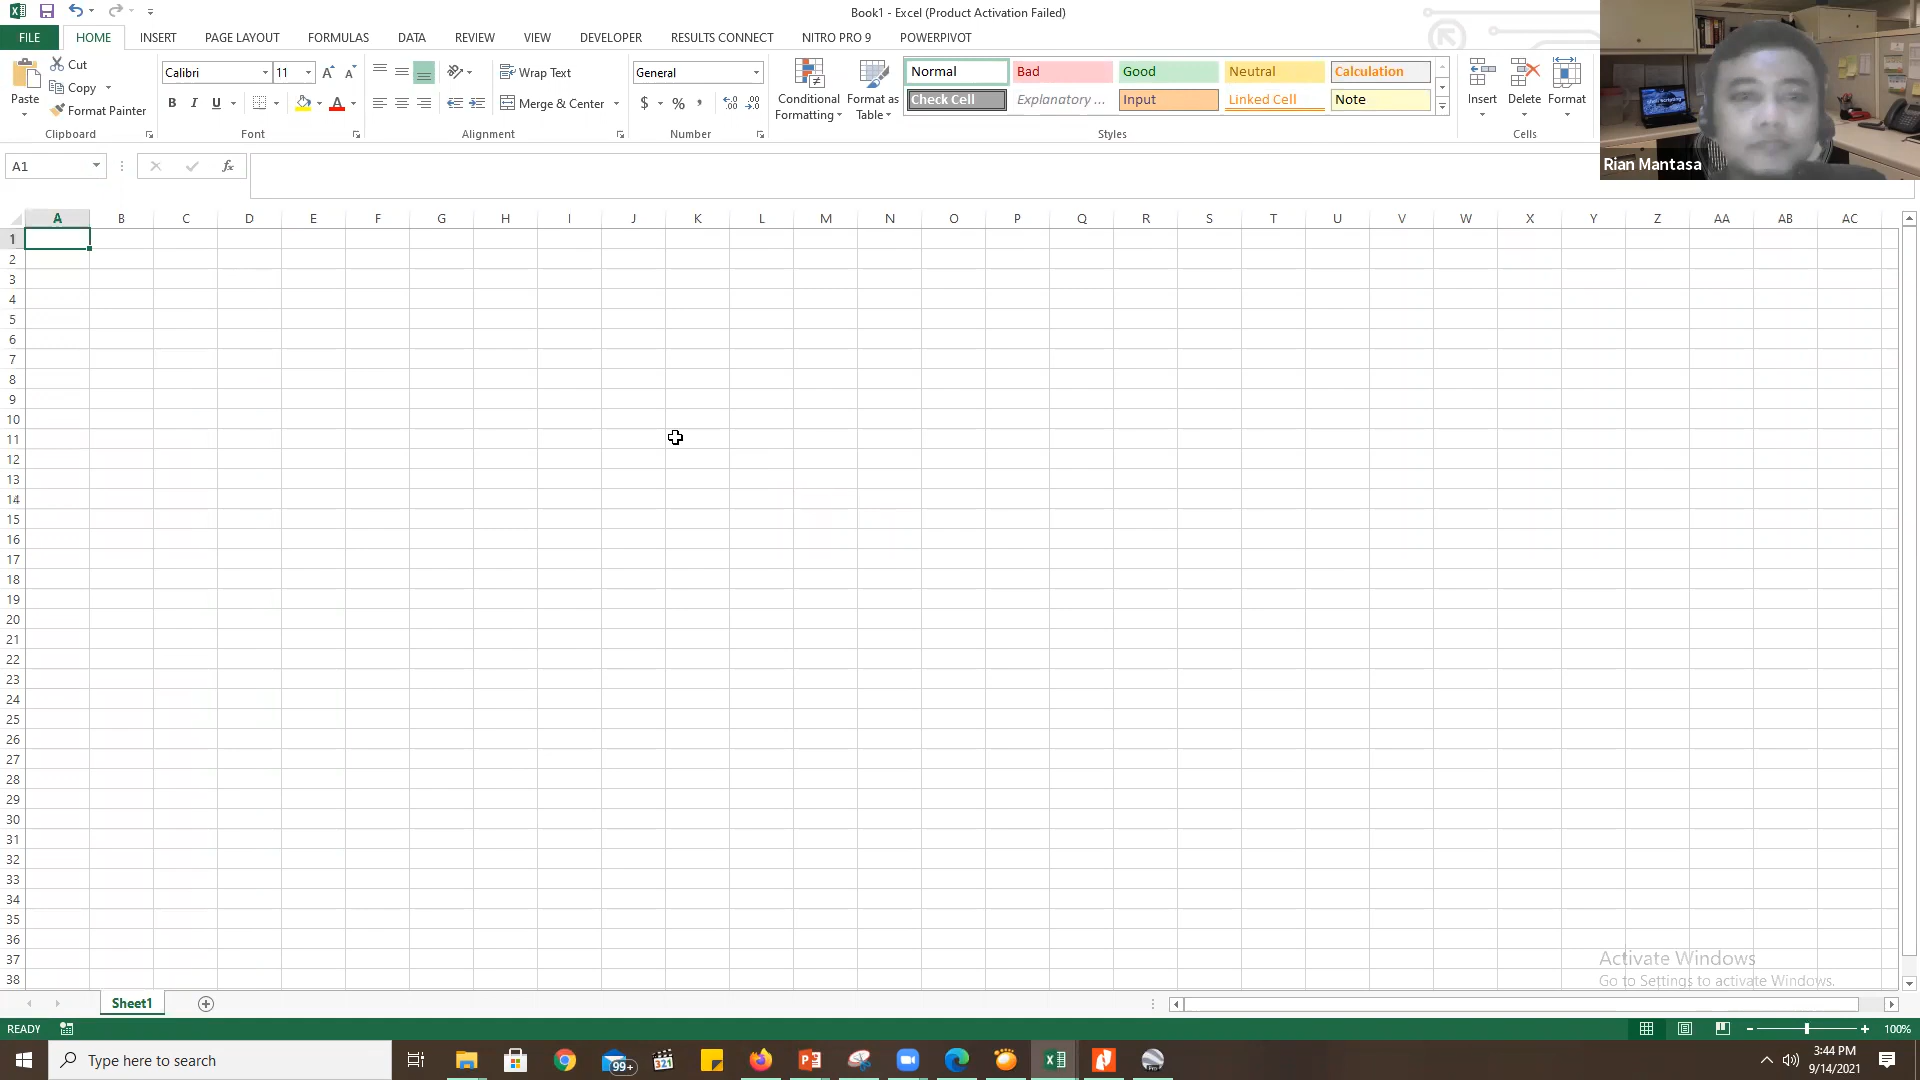 Book1 - Excel (Product Activation Failed)
FILE HOME INSERT PAGE LAYOUT FORMULAS DATA REVIEW VIEW DEVELOPER RESULTS CONNECT NITRO PRO 9 POWERPIVOT
Paste
Cut
Copy
Format Painter
Clipboard
Calibri 11
B I U
Font
Wrap Text
Merge & Center
Alignment
General
$ % ,
Number
Conditional Formatting
Format as Table
Normal Bad Good Neutral Calculation
Check Cell Explanatory ... Input Linked Cell Note
Styles
Insert Delete Format
Cells
Rian Mantasa
A1
fx
A B C D E F G H I J K L M N O P Q R S T U V W X Y Z AA AB AC
1
2
3
4
5
6
7
8
9
10
11
12
13
14
15
16
17
18
19
20
21
22
23
24
25
26
27
28
29
30
31
32
33
34
35
36
37
38
Activate Windows
Go to Settings to activate Windows.
Sheet1
READY
100%
Type here to search
99+
321
3:44 PM
9/14/2021